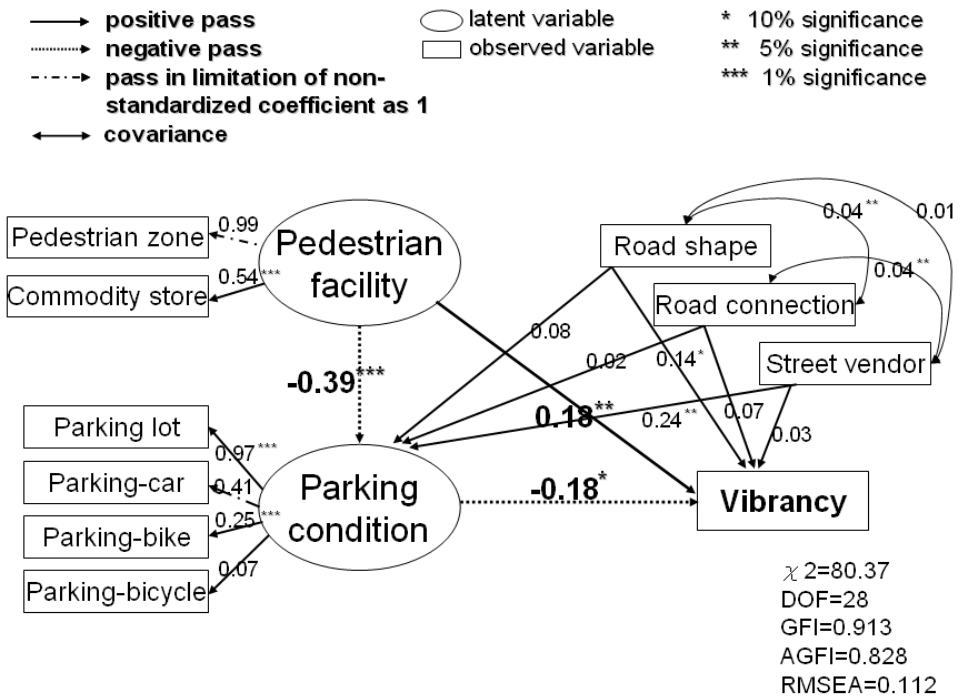 positive pass
negative pass
pass in limitation of non-
standardized coefficient as 1
covariance
latent variable
observed variable
* 10% significance
** 5% significance
*** 1% significance
Pedestrian zone
0.99
Commodity store
0.54***
Pedestrian
facility
Road shape
0.04**
0.01
Road connection
0.04**
Street vendor
-0.39***
0.08
0.02
0.14*
0.18**
0.24**
0.07
0.03
Parking lot
0.97***
Parking-car
0.41
Parking-bike
0.25***
Parking-bicycle
0.07
Parking
condition
-0.18*
Vibrancy
χ2=80.37
DOF=28
GFI=0.913
AGFI=0.828
RMSEA=0.112